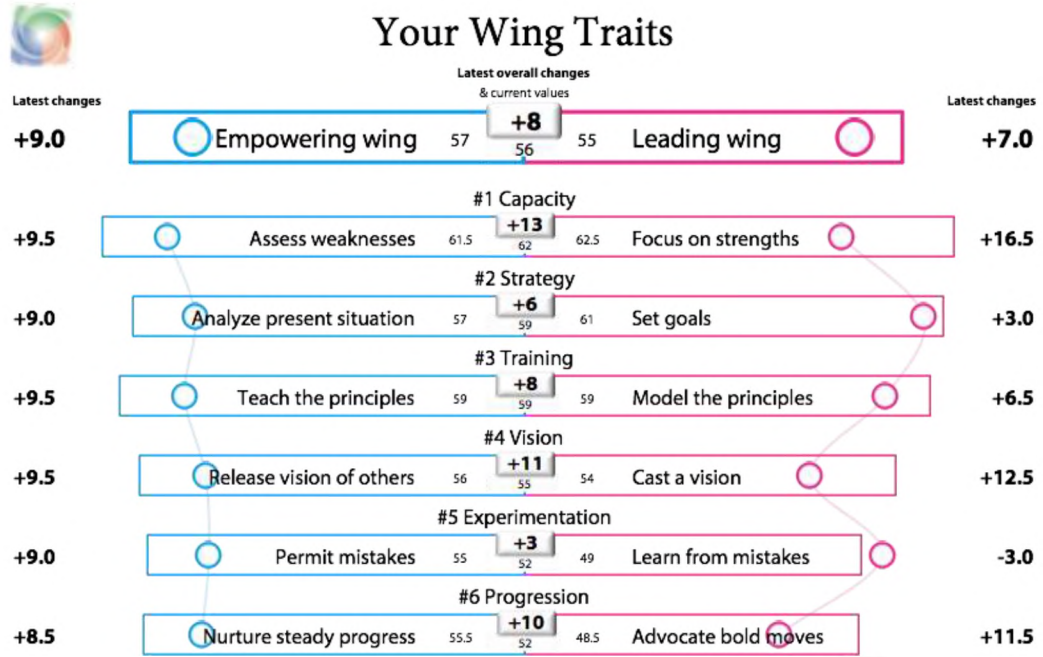 Your Wing Traits
Latest overall changes
& current values
Latest changes
Latest changes
+9.0 Empowering wing 57 +8 56 55 Leading wing +7.0
#1 Capacity
+9.5 Assess weaknesses 61.5 +13 62 62.5 Focus on strengths +16.5
#2 Strategy
+9.0 Analyze present situation 57 +6 59 61 Set goals +3.0
#3 Training
+9.5 Teach the principles 59 +8 59 59 Model the principles +6.5
#4 Vision
+9.5 Release vision of others 56 +11 55 54 Cast a vision +12.5
#5 Experimentation
+9.0 Permit mistakes 55 +3 52 49 Learn from mistakes -3.0
#6 Progression
+8.5 Nurture steady progress 55.5 +10 52 48.5 Advocate bold moves +11.5